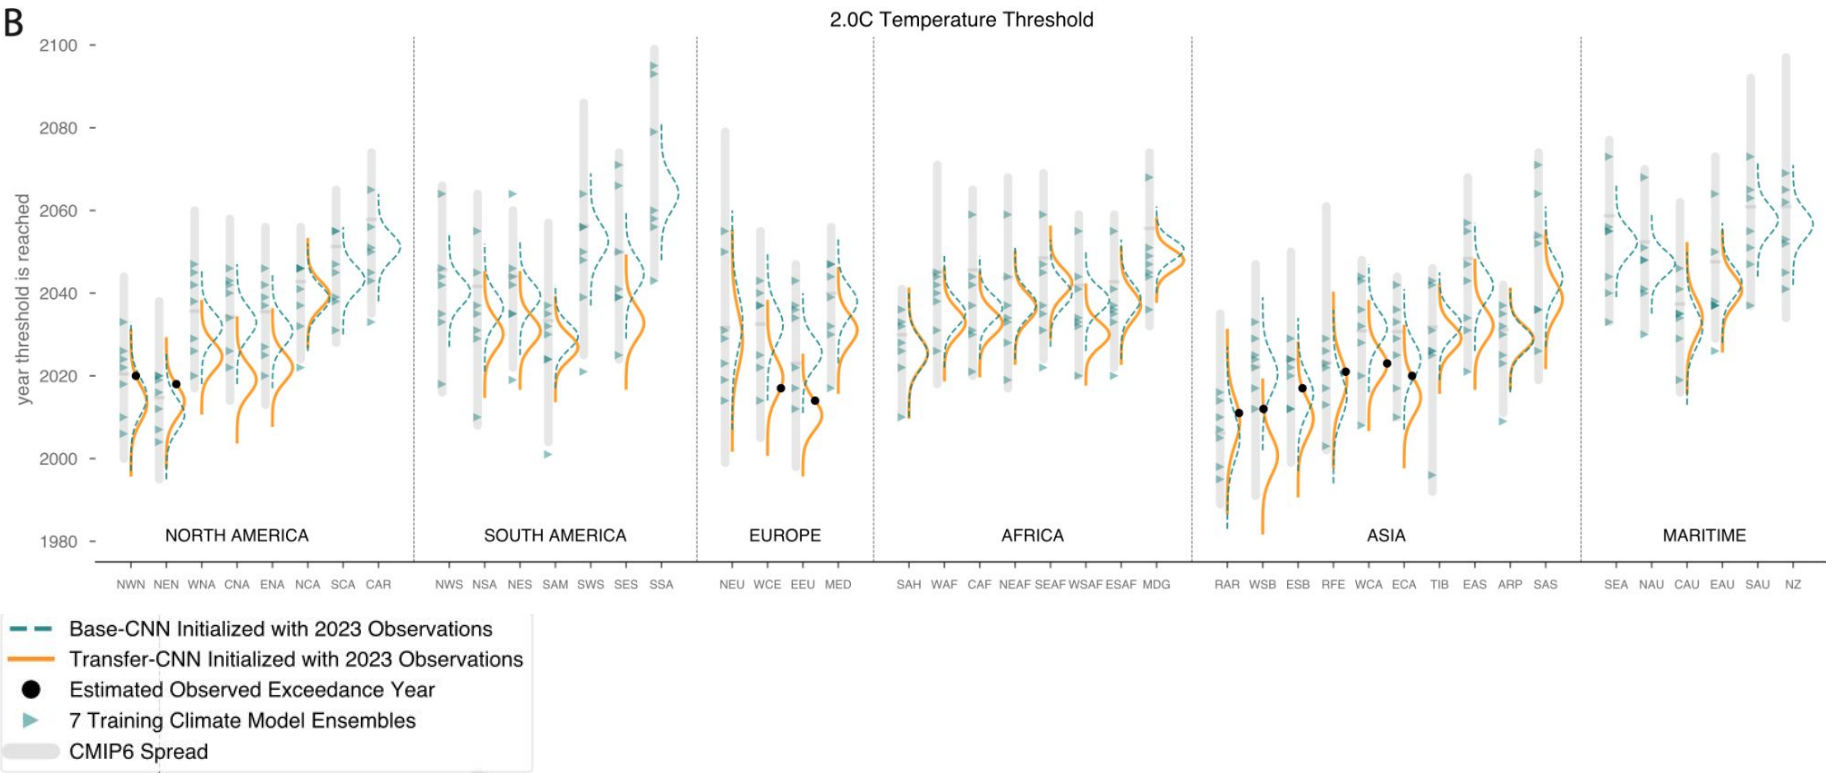 B
2.0C Temperature Threshold
year threshold is reached
2100
2080
2060
2040
2020
2000
1980
NORTH AMERICA SOUTH AMERICA EUROPE AFRICA ASIA MARITIME
NWN NEN WNA CNA ENA NCA SCA CAR NWS NSA NES SAM SWS SES SSA NEU WCE EEU MED SAH WAF CAF NEAF SEAF WSAF ESAF MDG RAR WSB ESB RFE WCA ECA TIB EAS ARP SAS SEA NAU CAU EAU SAU NZ
Base-CNN Initialized with 2023 Observations
Transfer-CNN Initialized with 2023 Observations
Estimated Observed Exceedance Year
7 Training Climate Model Ensembles
CMIP6 Spread